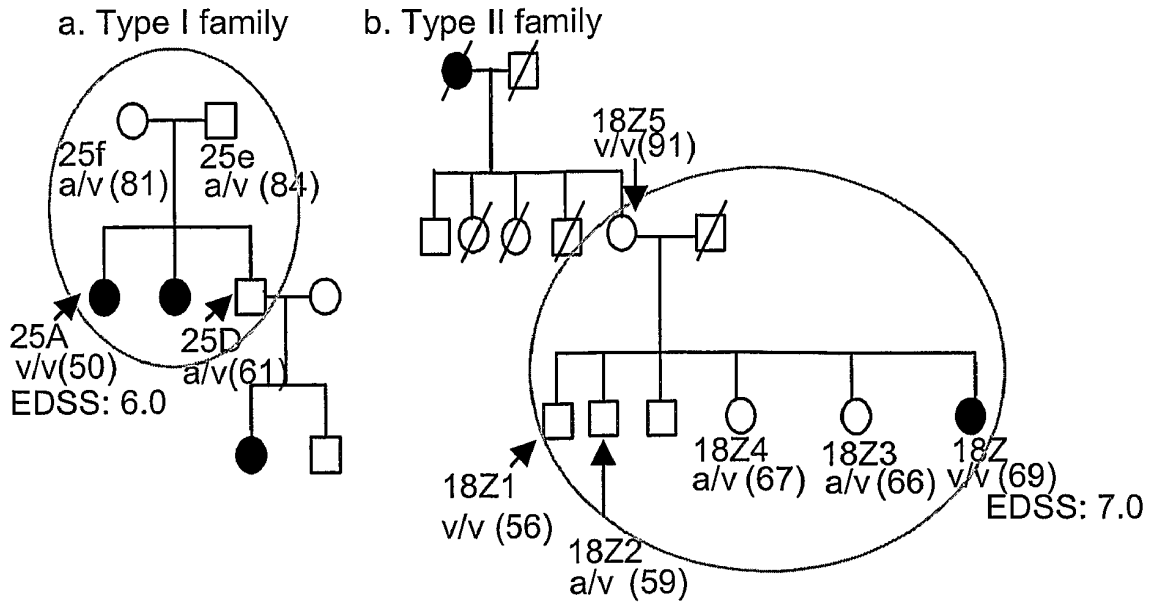 a. Type I family
b. Type II family
25f
a/v (81)
25e
a/v (84)
25A
v/v(50)
EDSS: 6.0
25D
a/v(61)
18Z5
v/v(91)
18Z1
v/v (56)
18Z2
a/v (59)
18Z4
a/v (67)
18Z3
a/v (66)
18Z
v/v (69)
EDSS: 7.0